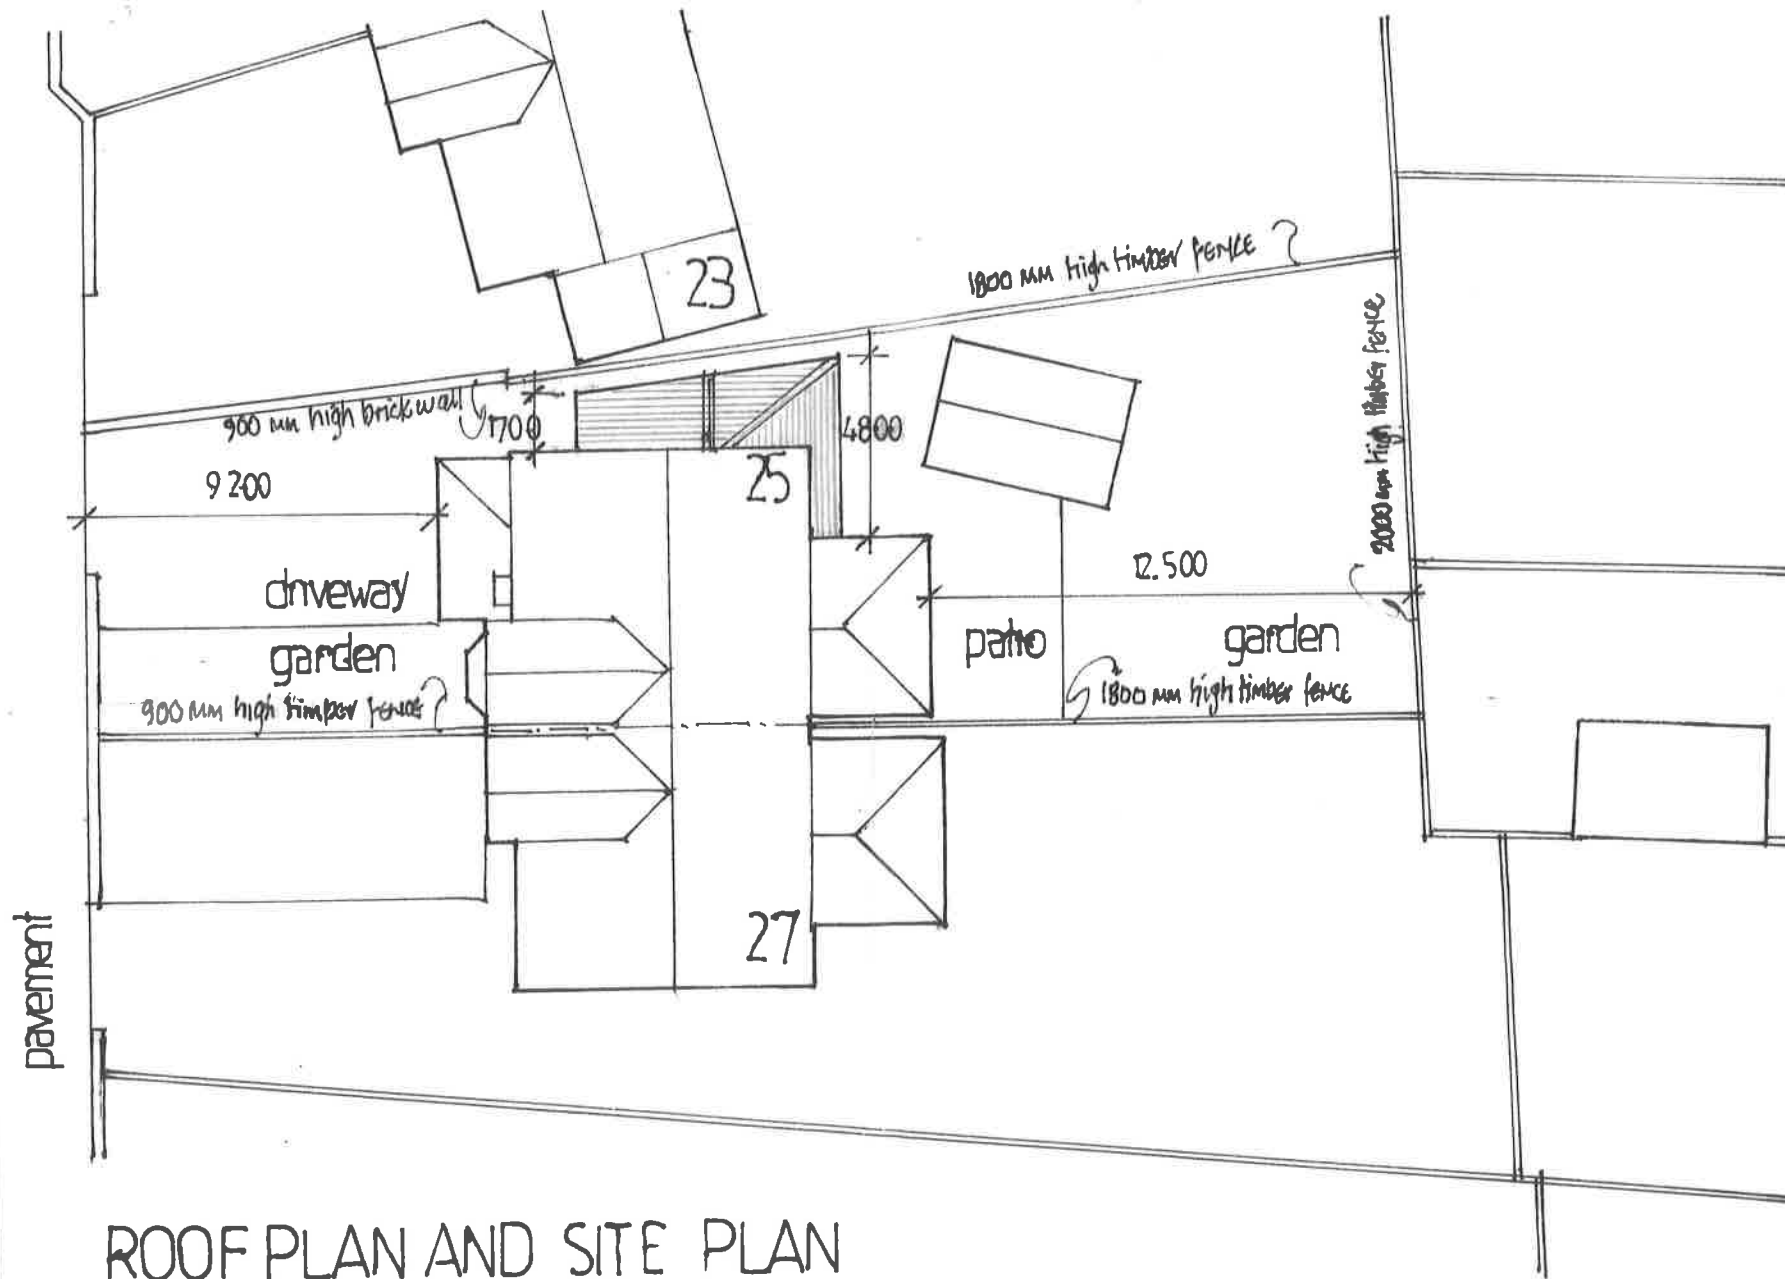 1800 MM high timber FENCE
23
2000 mm high timber fence
900 mm high brick wall
1700
4800
25
9 200
12.500
driveway
garden
patio
garden
900 MM high timber fence
1800 MM high timber fence
27
pavement
ROOF PLAN AND SITE PLAN